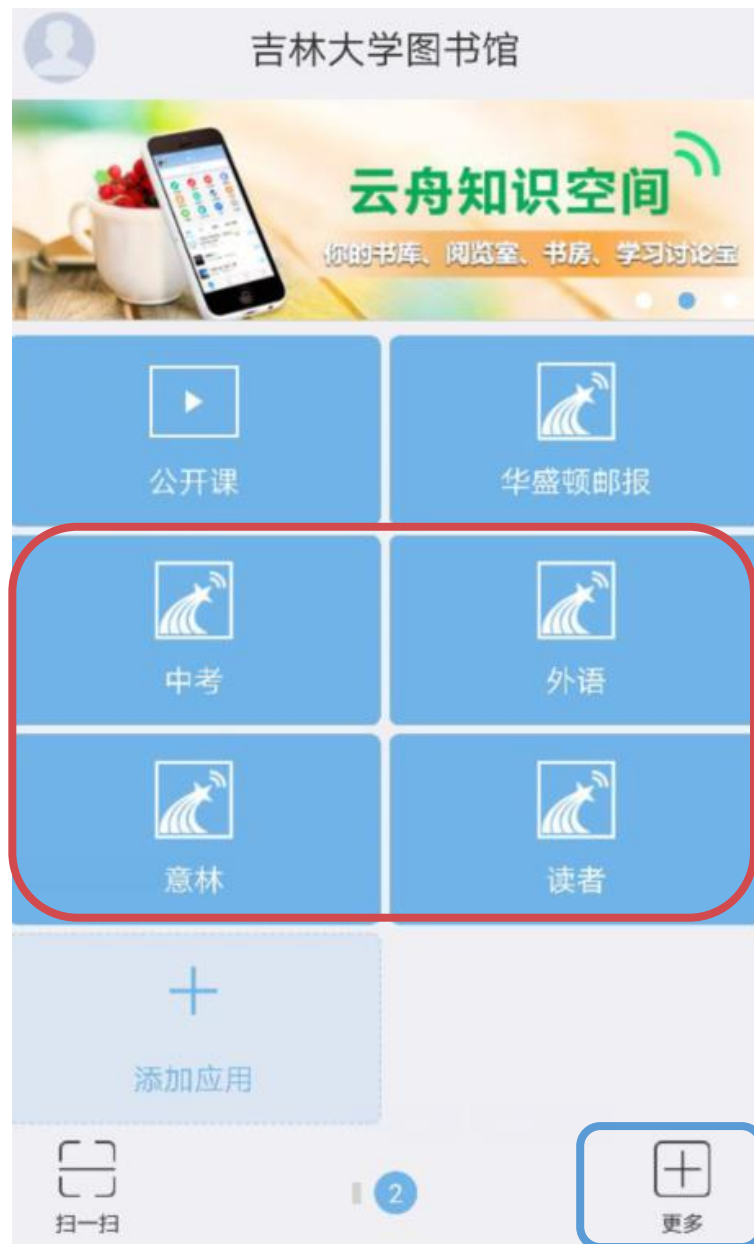 吉林大学图书馆
云舟知识空间
你的书库、阅览室、书房、学习讨论室
公开课
华盛顿邮报
中考
外语
意林
读者
添加应用
扫一扫
2
更多